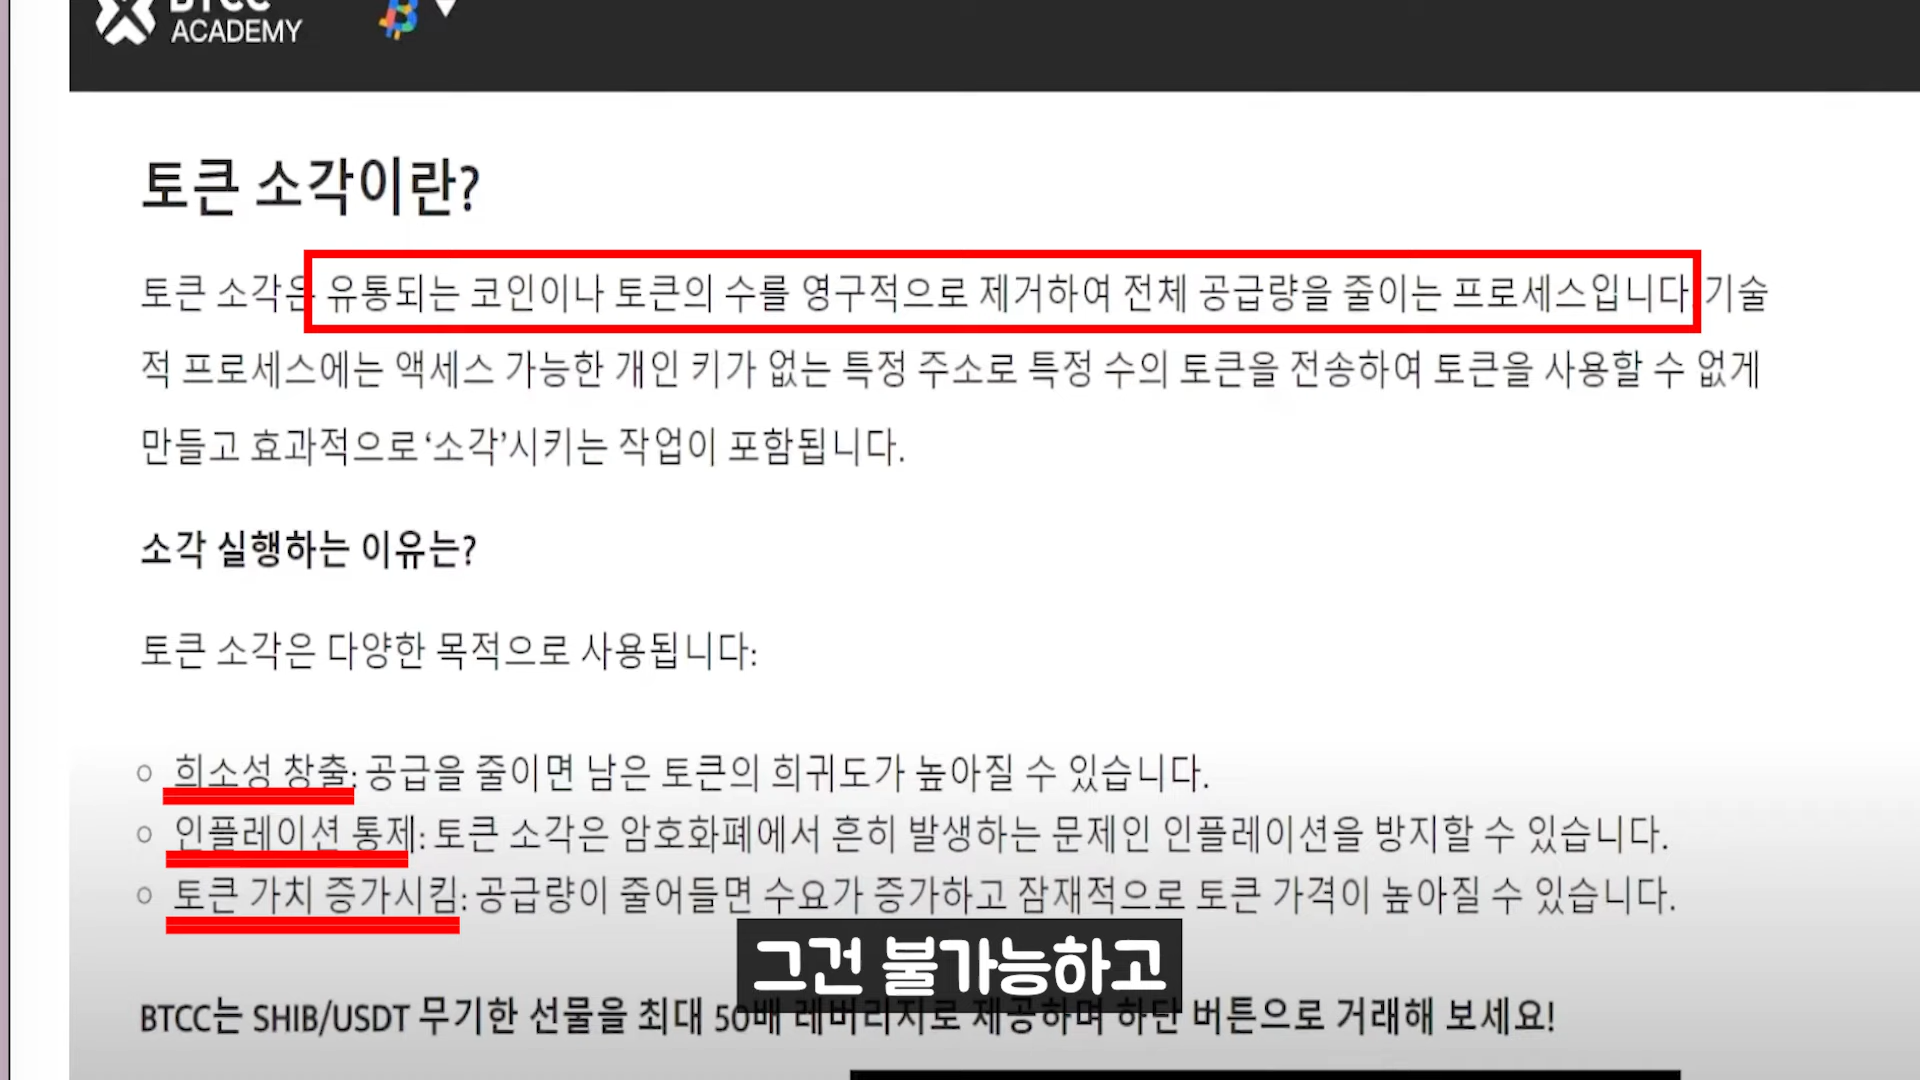 BTCC
ACADEMY
토큰 소각이란?
토큰 소각은 유통되는 코인이나 토큰의 수를 영구적으로 제거하여 전체 공급량을 줄이는 프로세스입니다. 기술
적 프로세스에는 액세스 가능한 개인 키가 없는 특정 주소로 특정 수의 토큰을 전송하여 토큰을 사용할 수 없게
만들고 효과적으로 ‘소각’시키는 작업이 포함됩니다.
소각 실행하는 이유는?
토큰 소각은 다양한 목적으로 사용됩니다:
희소성 창출: 공급을 줄이면 남은 토큰의 희귀도가 높아질 수 있습니다.
인플레이션 통제: 토큰 소각은 암호화폐에서 흔히 발생하는 문제인 인플레이션을 방지할 수 있습니다.
토큰 가치 증가시킴: 공급량이 줄어들면 수요가 증가하고 잠재적으로 토큰 가격이 높아질 수 있습니다.
그건 불가능하고
BTCC는 SHIB/USDT 무기한 선물을 최대 50배 레버리지로 제공하며 하단 버튼으로 거래해 보세요!